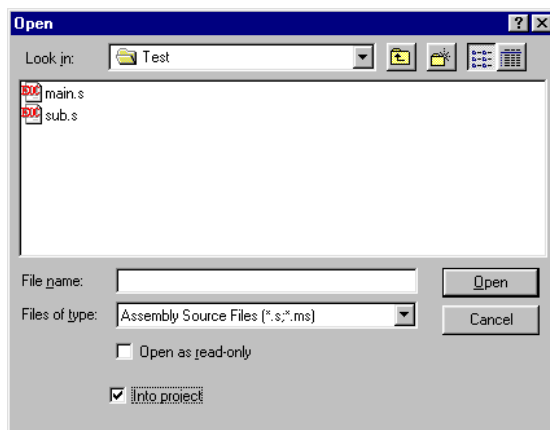 Open
Look in: Test
main.s
sub.s
File name:
Open
Files of type: Assembly Source Files (*.s;*.ms)
Cancel
Open as read-only
Into project